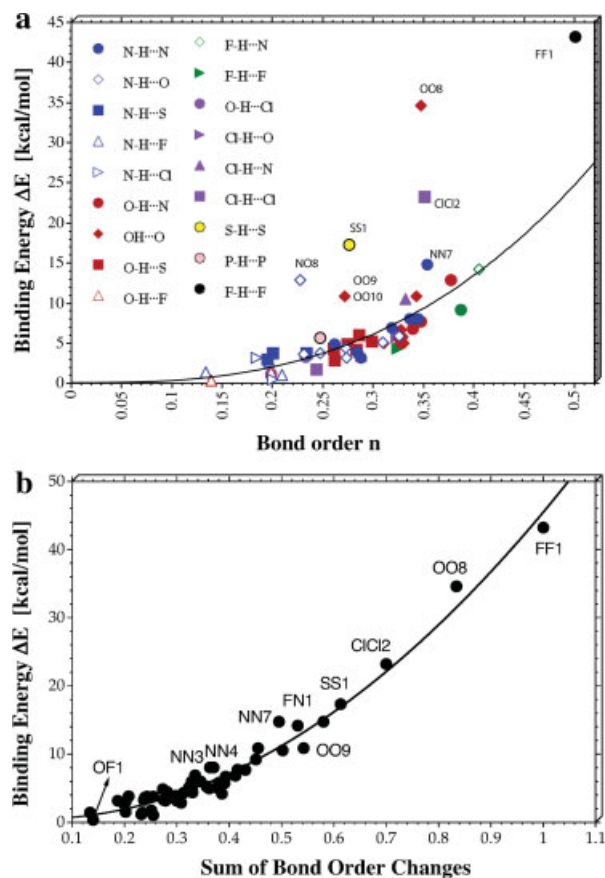 a
Binding Energy ΔE [kcal/mol]
45
40
35
30
25
20
15
10
5
0
N-H···N
N-H···O
N-H···S
N-H···F
N-H···Cl
O-H···N
OH···O
O-H···S
O-H···F
F-H···N
F-H···F
O-H···Cl
Cl-H···O
Cl-H···N
Cl-H···Cl
S-H···S
P-H···P
F-H···F
FF1
OO8
ClCl2
SS1
NN7
NO8
OO9
OO10
0
0.05
0.1
0.15
0.2
0.25
0.3
0.35
0.4
0.45
0.5
Bond order n
b
Binding Energy ΔE [kcal/mol]
50
40
30
20
10
0
FF1
OO8
ClCl2
SS1
FN1
NN7
OO9
NN3
NN4
OF1
0.1
0.2
0.3
0.4
0.5
0.6
0.7
0.8
0.9
1
1.1
Sum of Bond Order Changes